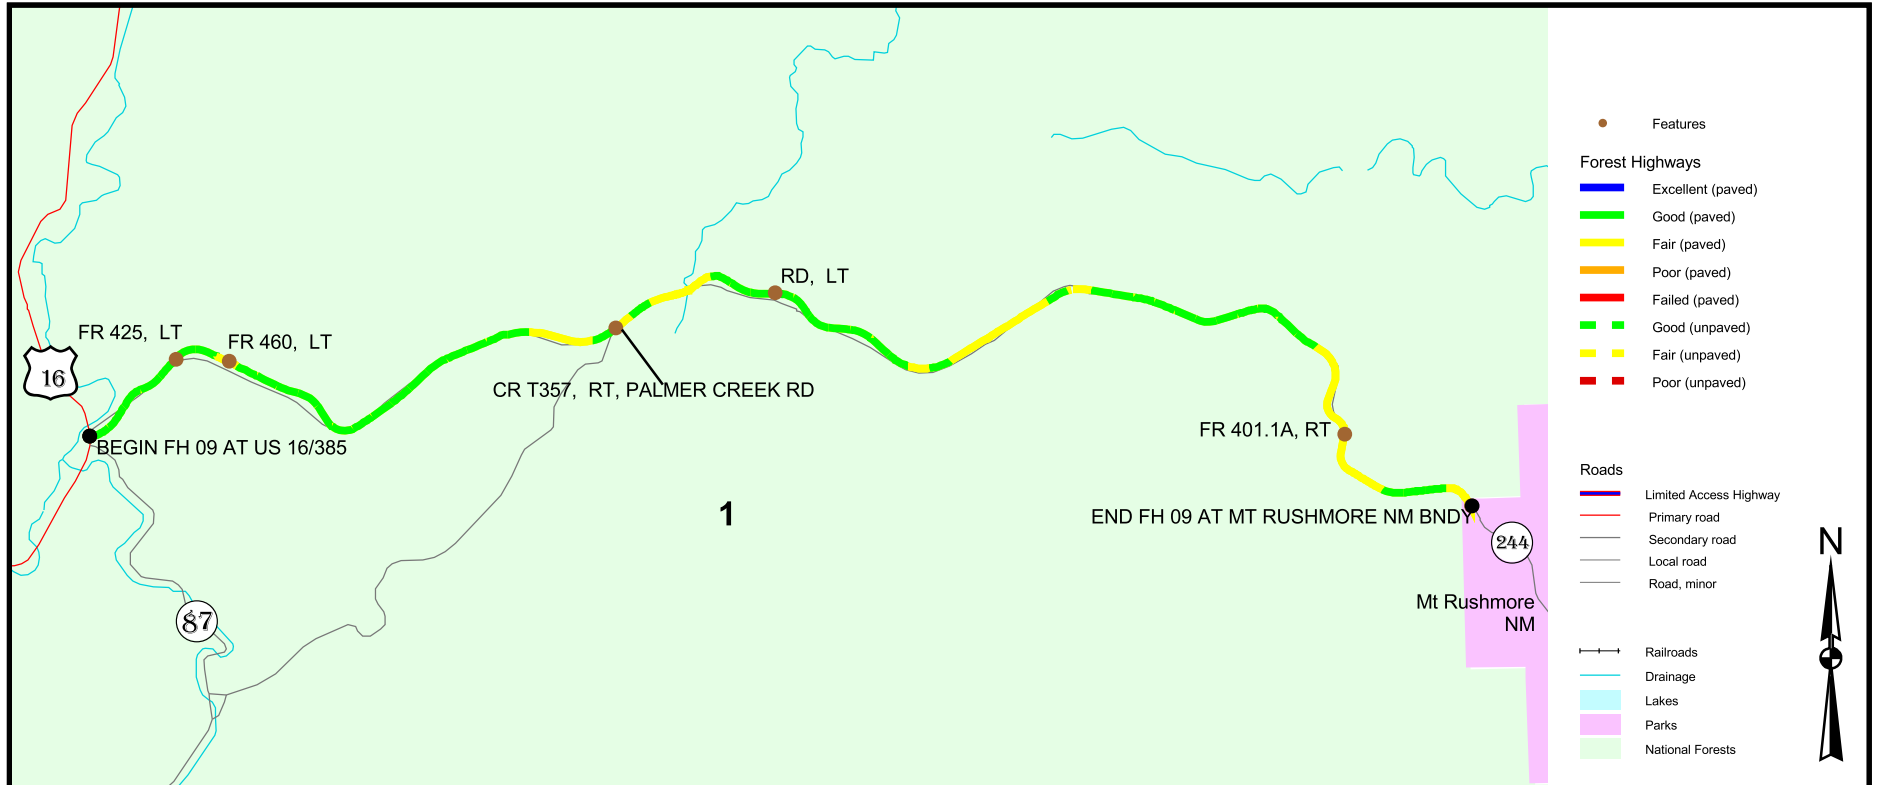 RD, LT
FR 425, LT
FR 460, LT
16
CR T357, RT, PALMER CREEK RD
BEGIN FH 09 AT US 16/385
FR 401.1A, RT
1
END FH 09 AT MT RUSHMORE NM BNDY
244
87
Mt Rushmore
NM
Features
Forest Highways
Excellent (paved)
Good (paved)
Fair (paved)
Poor (paved)
Failed (paved)
Good (unpaved)
Fair (unpaved)
Poor (unpaved)
Roads
Limited Access Highway
Primary road
Secondary road
Local road
Road, minor
Railroads
Drainage
Lakes
Parks
National Forests
N